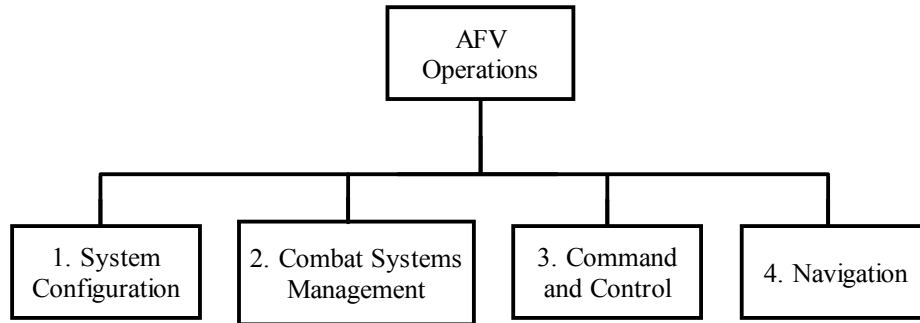 AFV
Operations
1. System
Configuration
2. Combat Systems
Management
3. Command
and Control
4. Navigation